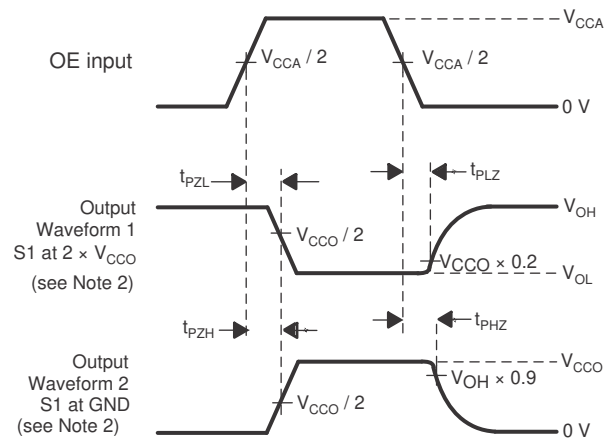 V_CCA
OE input
V_CCA / 2
V_CCA / 2
0 V
t_PZL
t_PLZ
Output
Waveform 1
S1 at 2 × V_CCO
(see Note 2)
V_CCO / 2
VCCO × 0.2
V_OH
V_OL
t_PZH
t_PHZ
Output
Waveform 2
S1 at GND
(see Note 2)
V_CCO / 2
V_OH × 0.9
V_CCO
0 V